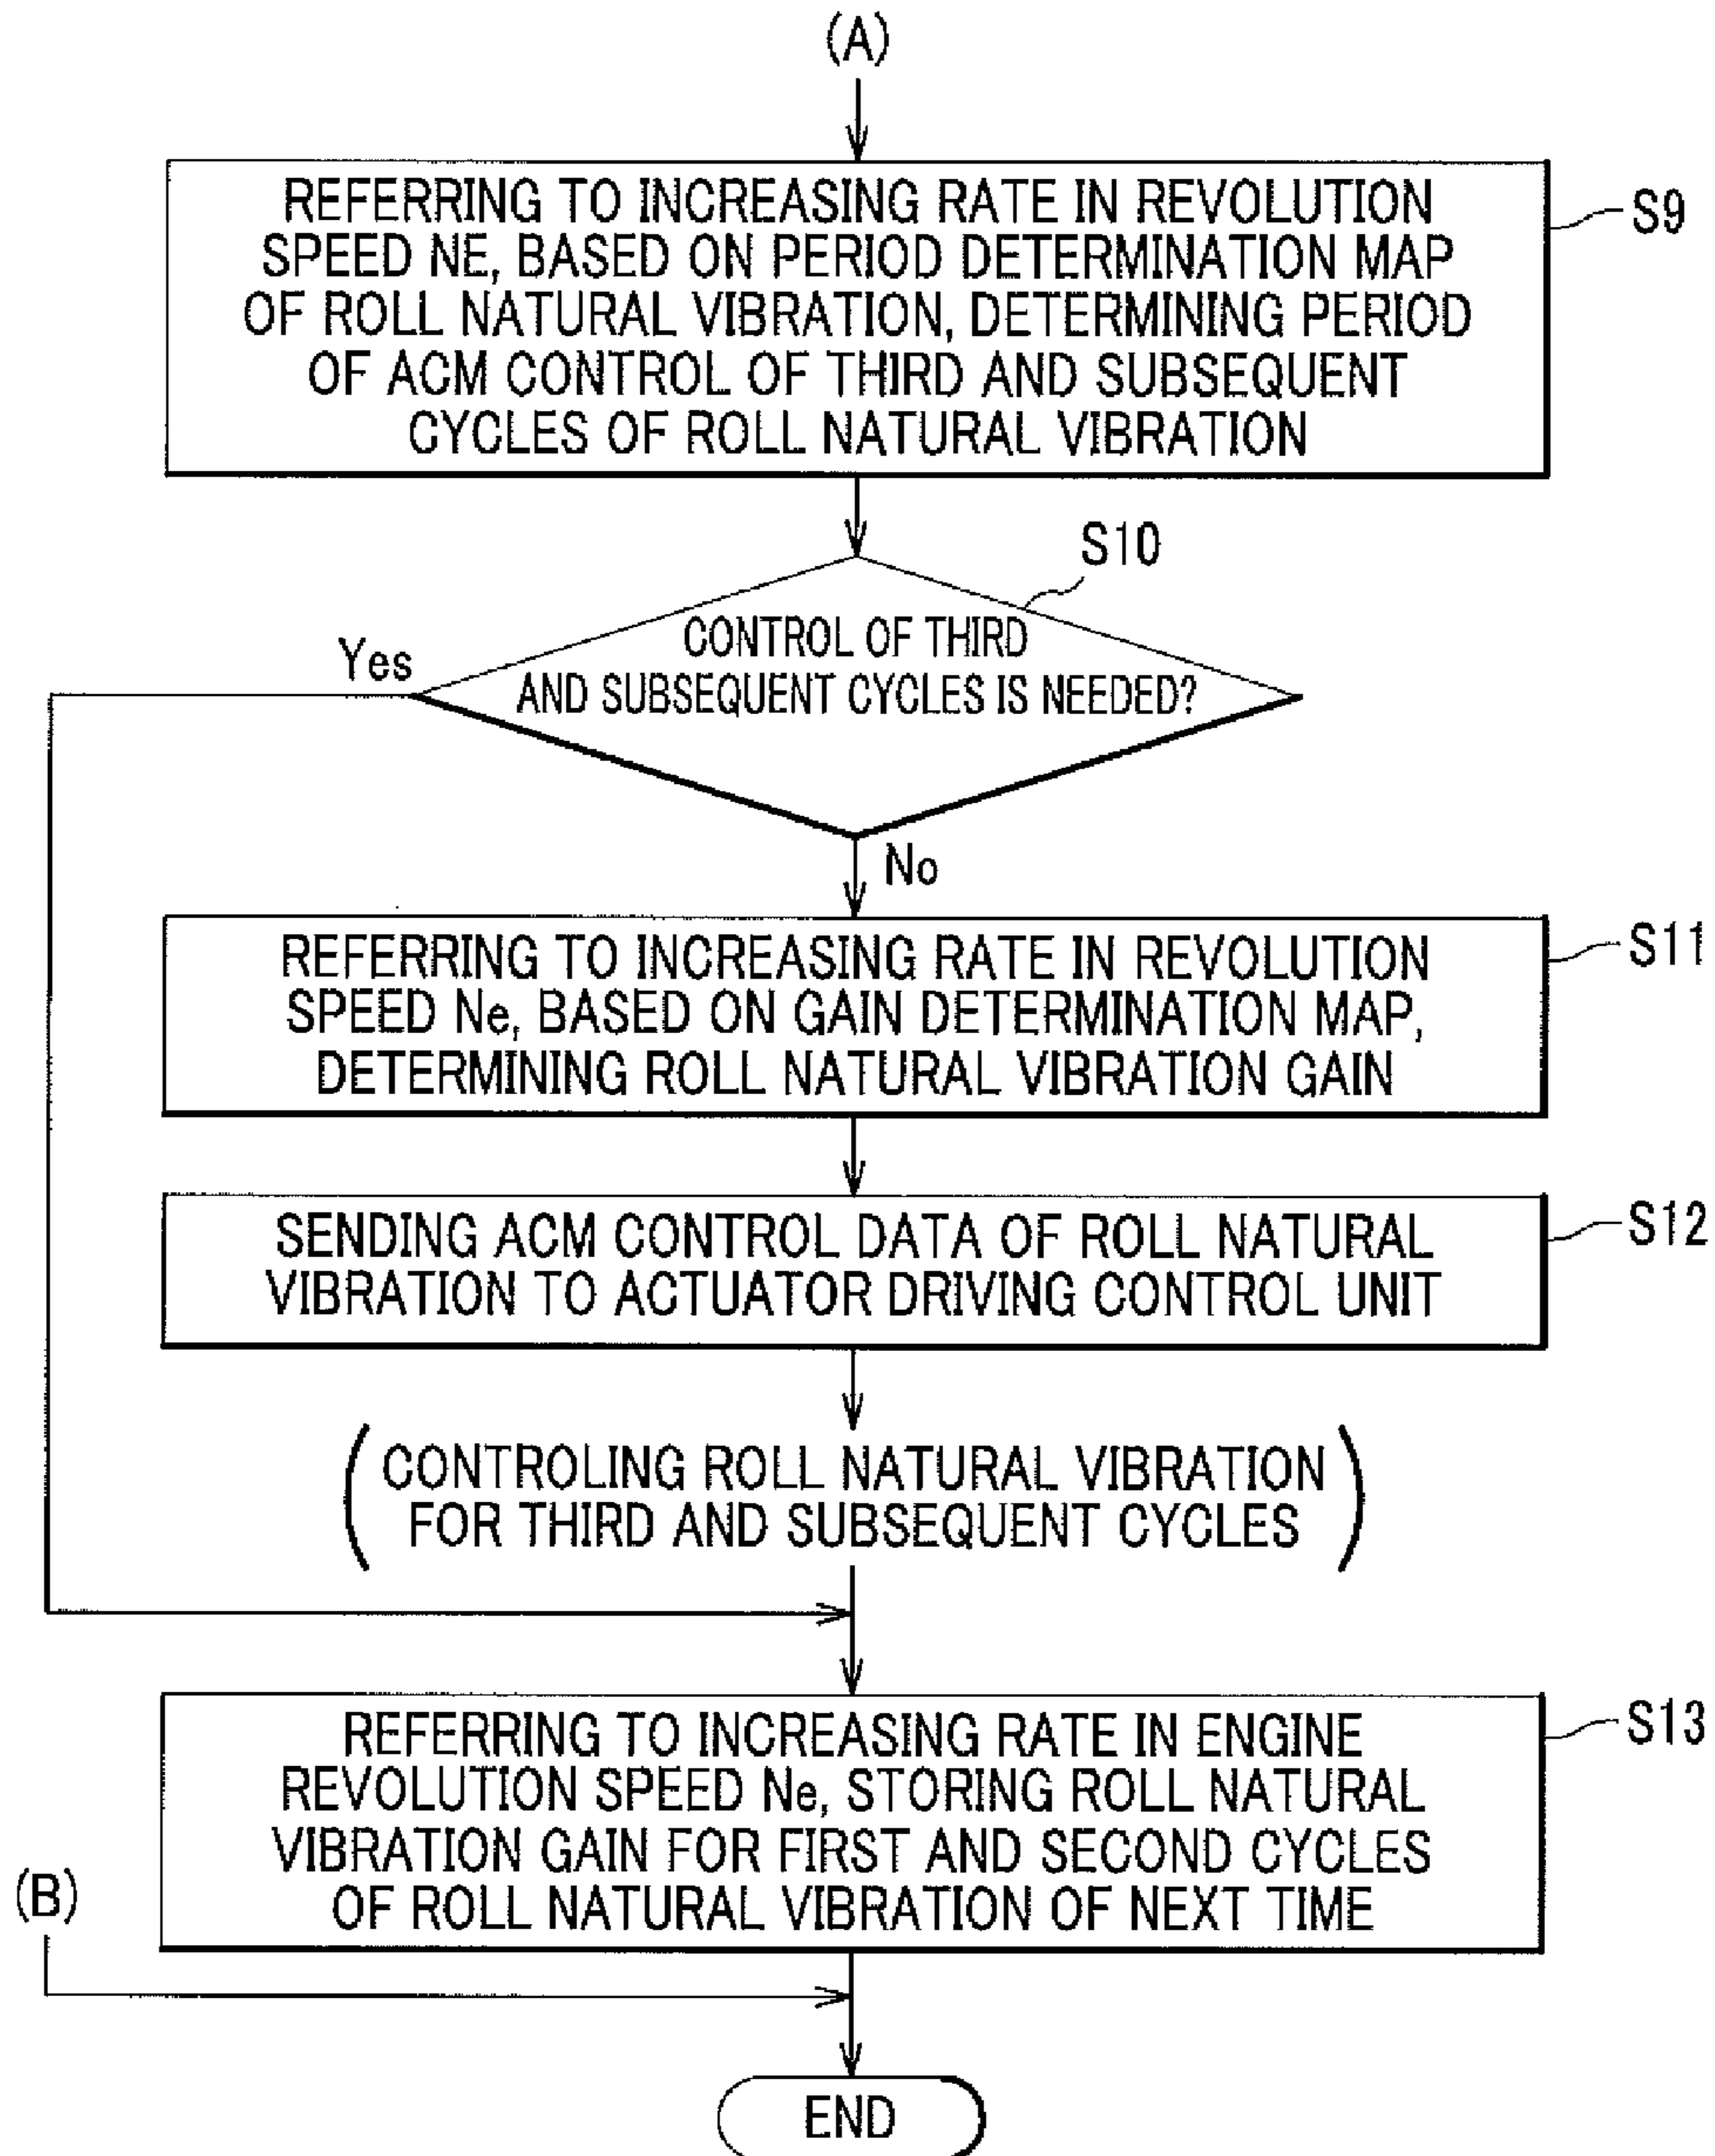 (A)
REFERRING TO INCREASING RATE IN REVOLUTION
SPEED NE, BASED ON PERIOD DETERMINATION MAP
OF ROLL NATURAL VIBRATION, DETERMINING PERIOD
OF ACM CONTROL OF THIRD AND SUBSEQUENT
CYCLES OF ROLL NATURAL VIBRATION
S9
S10
CONTROL OF THIRD
AND SUBSEQUENT CYCLES IS NEEDED?
Yes
No
REFERRING TO INCREASING RATE IN REVOLUTION
SPEED Ne, BASED ON GAIN DETERMINATION MAP,
DETERMINING ROLL NATURAL VIBRATION GAIN
S11
SENDING ACM CONTROL DATA OF ROLL NATURAL
VIBRATION TO ACTUATOR DRIVING CONTROL UNIT
S12
(CONTROLING ROLL NATURAL VIBRATION
FOR THIRD AND SUBSEQUENT CYCLES)
REFERRING TO INCREASING RATE IN ENGINE
REVOLUTION SPEED Ne, STORING ROLL NATURAL
VIBRATION GAIN FOR FIRST AND SECOND CYCLES
OF ROLL NATURAL VIBRATION OF NEXT TIME
S13
(B)
END